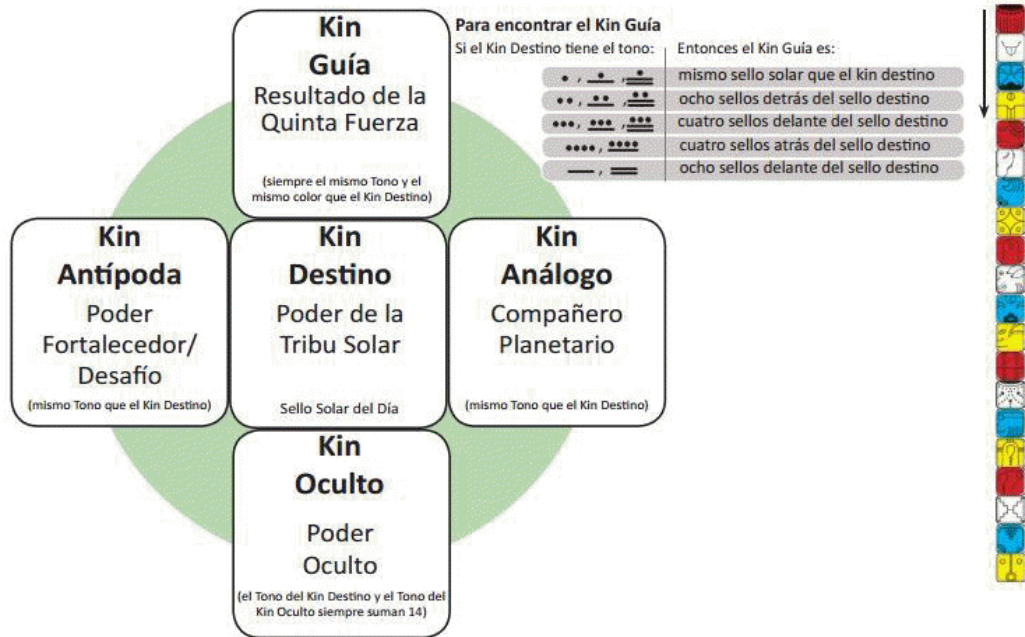 Kin
Guía
Resultado de la
Quinta Fuerza
(siempre el mismo Tono y el
mismo color que el Kin Destino)
Para encontrar el Kin Guía
Si el Kin Destino tiene el tono:
Entonces el Kin Guía es:
mismo sello solar que el kin destino
ocho sellos detrás del sello destino
cuatro sellos delante del sello destino
cuatro sellos atrás del sello destino
ocho sellos delante del sello destino
Kin
Antípoda
Poder
Fortalecedor/
Desafío
(mismo Tono que el Kin Destino)
Kin
Destino
Poder de la
Tribu Solar
Sello Solar del Día
Kin
Análogo
Compañero
Planetario
(mismo Tono que el Kin Destino)
Kin
Oculto
Poder
Oculto
(el Tono del Kin Destino y el Tono del
Kin Oculto siempre suman 14)